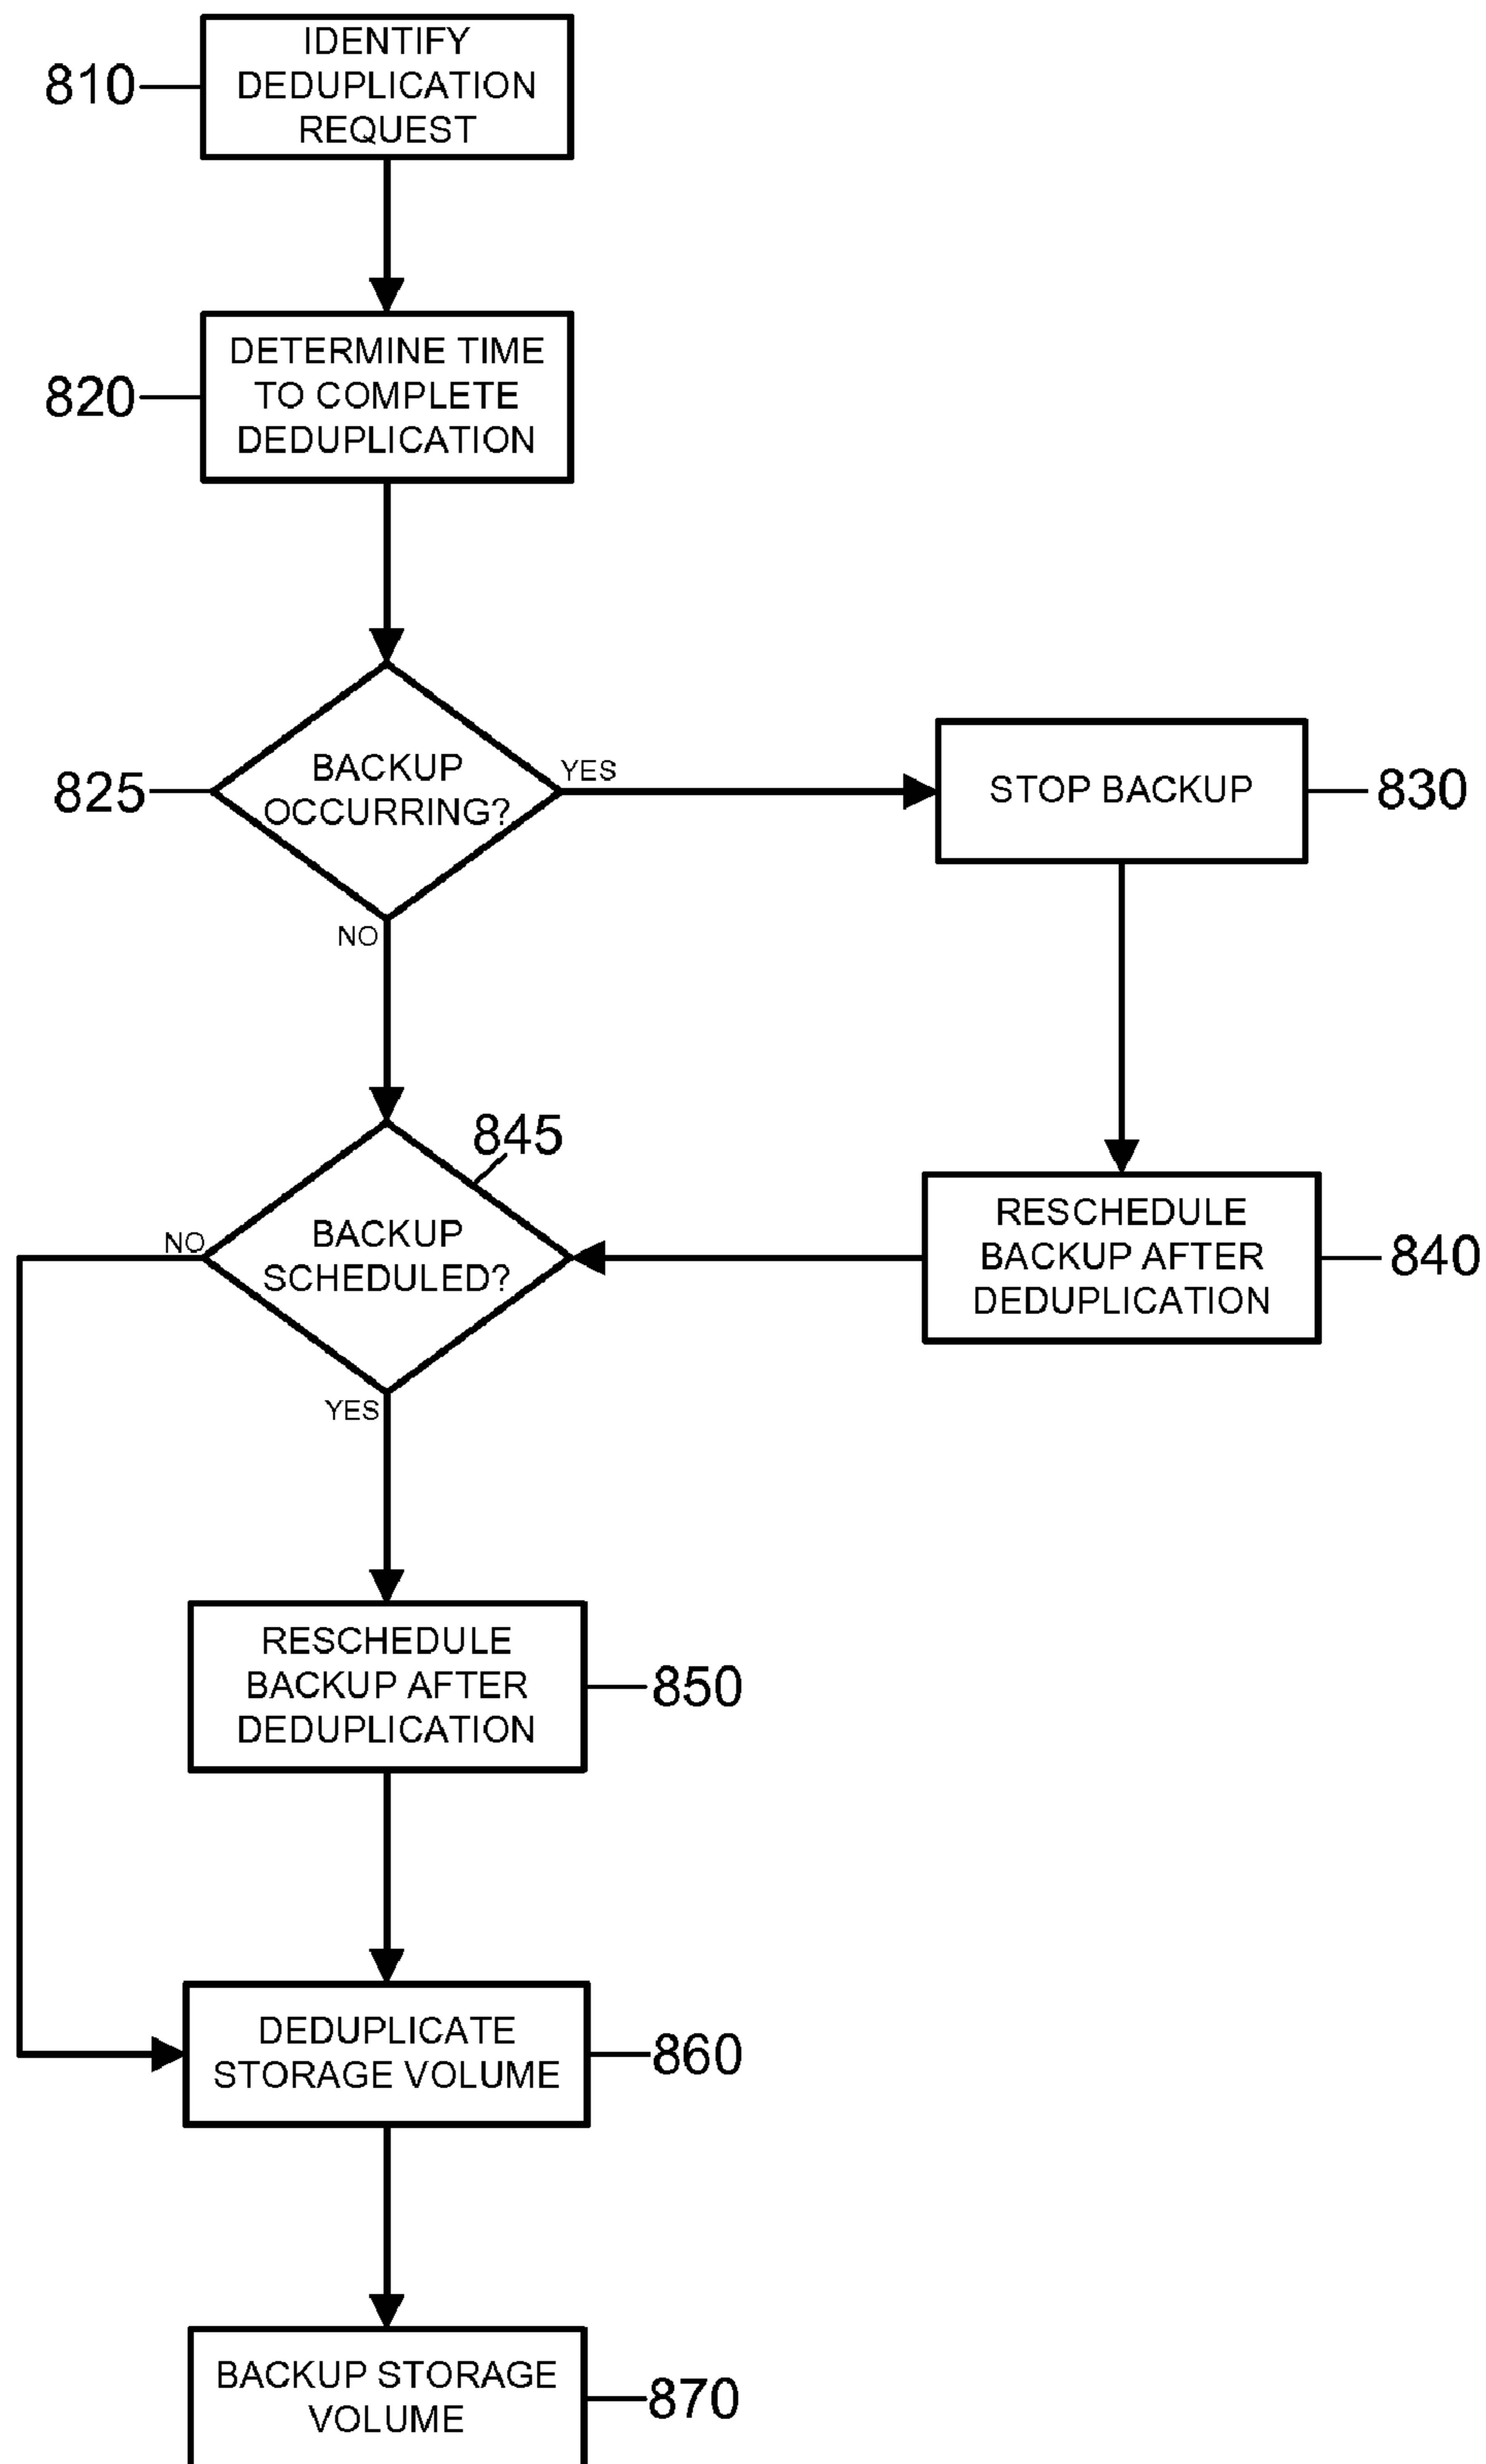 IDENTIFY
DEDUPLICATION
REQUEST
810
DETERMINE TIME
TO COMPLETE
DEDUPLICATION
820
BACKUP
OCCURRING?
825
YES
NO
STOP BACKUP
830
845
BACKUP
SCHEDULED?
NO
YES
RESCHEDULE
BACKUP AFTER
DEDUPLICATION
840
RESCHEDULE
BACKUP AFTER
DEDUPLICATION
850
DEDUPLICATE
STORAGE VOLUME
860
BACKUP STORAGE
VOLUME
870